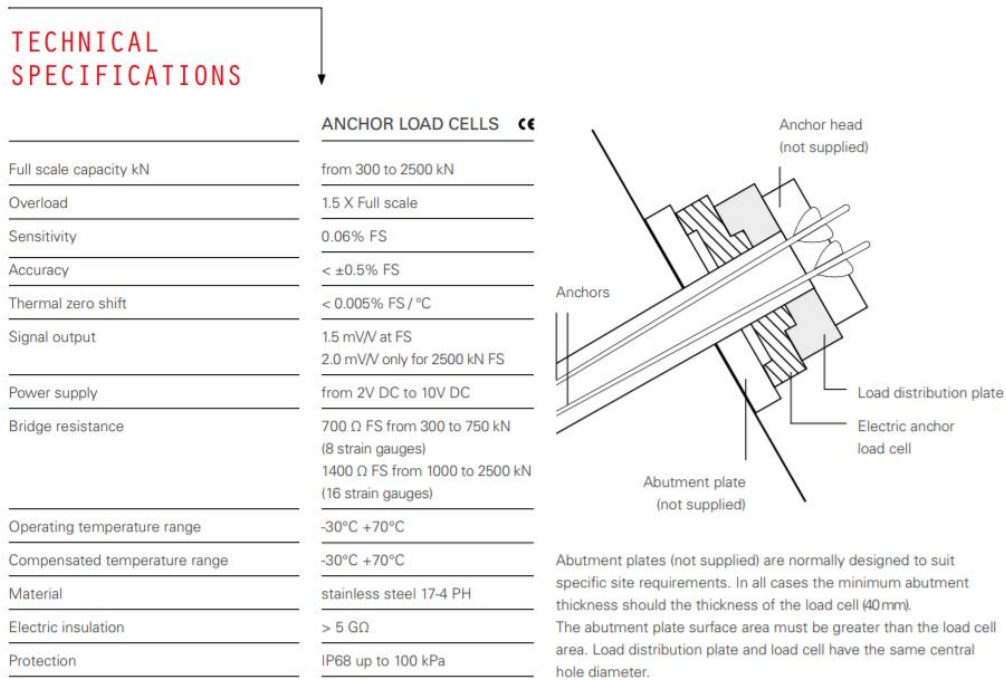 TECHNICAL
SPECIFICATIONS
ANCHOR LOAD CELLS CE
Full scale capacity kN from 300 to 2500 kN
Overload 1.5 X Full scale
Sensitivity 0.06% FS
Accuracy < ±0.5% FS
Thermal zero shift < 0.005% FS / °C
Signal output 1.5 mV/V at FS
2.0 mV/V only for 2500 kN FS
Power supply from 2V DC to 10V DC
Bridge resistance 700 Ω FS from 300 to 750 kN
(8 strain gauges)
1400 Ω FS from 1000 to 2500 kN
(16 strain gauges)
Operating temperature range -30°C +70°C
Compensated temperature range -30°C +70°C
Material stainless steel 17-4 PH
Electric insulation > 5 GΩ
Protection IP68 up to 100 kPa
Anchor head
(not supplied)
Anchors
Load distribution plate
Electric anchor
load cell
Abutment plate
(not supplied)
Abutment plates (not supplied) are normally designed to suit
specific site requirements. In all cases the minimum abutment
thickness should the thickness of the load cell (40 mm).
The abutment plate surface area must be greater than the load cell
area. Load distribution plate and load cell have the same central
hole diameter.